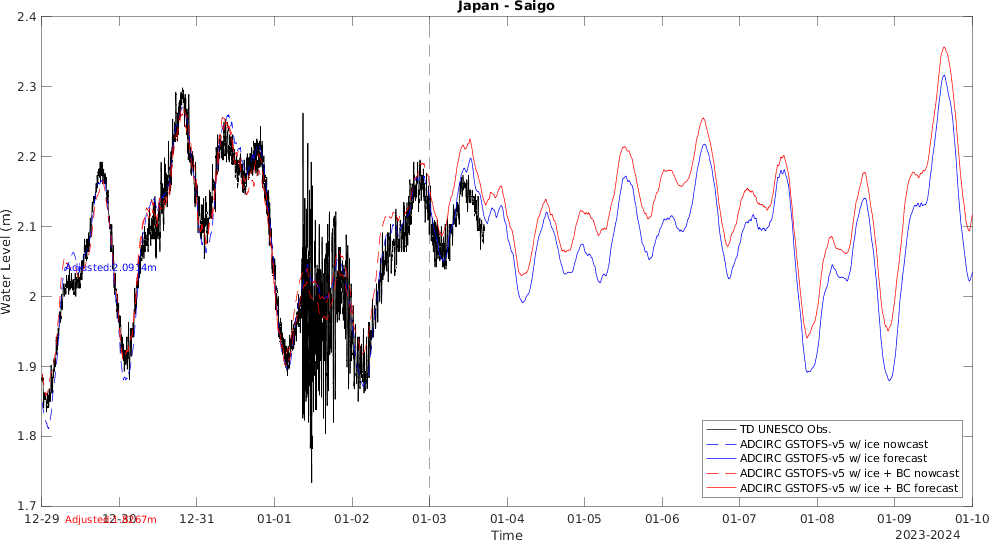 Japan - Saigo
2.4
2.3
2.2
2.1
2
1.9
1.8
1.7
Water Level (m)
Adjusted:2.0914m
TD UNESCO Obs.
ADCIRC GSTOFS-v5 w/ ice nowcast
ADCIRC GSTOFS-v5 w/ ice forecast
ADCIRC GSTOFS-v5 w/ ice + BC nowcast
ADCIRC GSTOFS-v5 w/ ice + BC forecast
12-29 12-30 12-31 01-01 01-02 01-03 01-04 01-05 01-06 01-07 01-08 01-09 01-10
Time
2023-2024